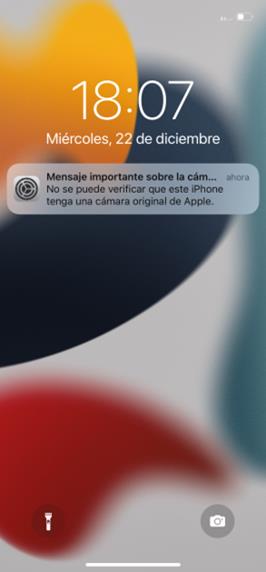 18:07
Miércoles, 22 de diciembre
Mensaje importante sobre la cám... ahora
No se puede verificar que este iPhone
tenga una cámara original de Apple.